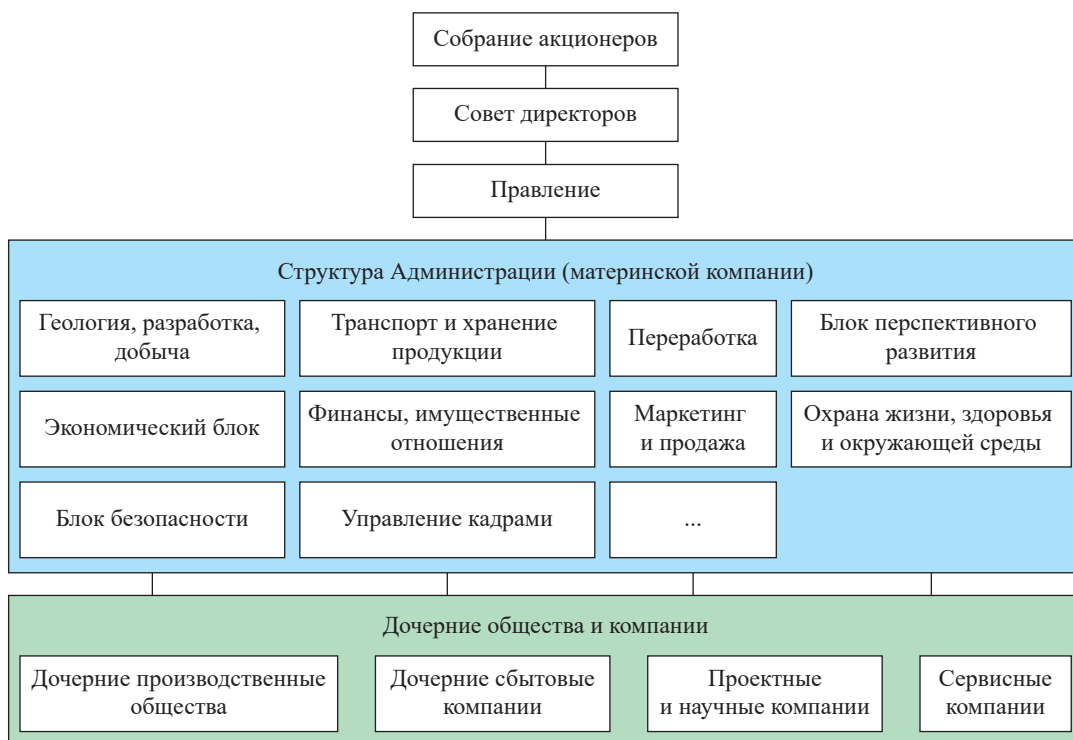 Собрание акционеров
Совет директоров
Правление
Структура Администрации (материнской компании)
Геология, разработка,
добыча
Транспорт и хранение
продукции
Переработка
Блок перспективного
развития
Экономический блок
Финансы, имущественные
отношения
Маркетинг
и продажа
Охрана жизни, здоровья
и окружающей среды
Блок безопасности
Управление кадрами
...
Дочерние общества и компании
Дочерние производственные
общества
Дочерние сбытовые
компании
Проектные
и научные компании
Сервисные
компании